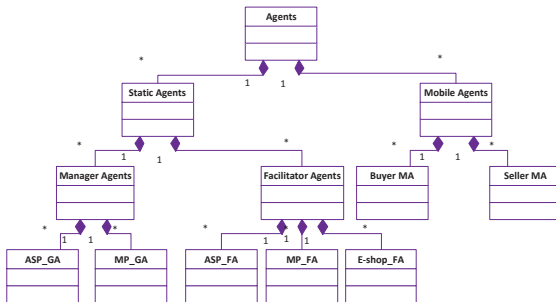 Agents
* *
1 1
Static Agents Mobile Agents
* * * *
1 1 1 1
Manager Agents Facilitator Agents Buyer MA Seller MA
* * * * *
1 1 1 1 1
ASP_GA MP_GA ASP_FA MP_FA E-shop_FA